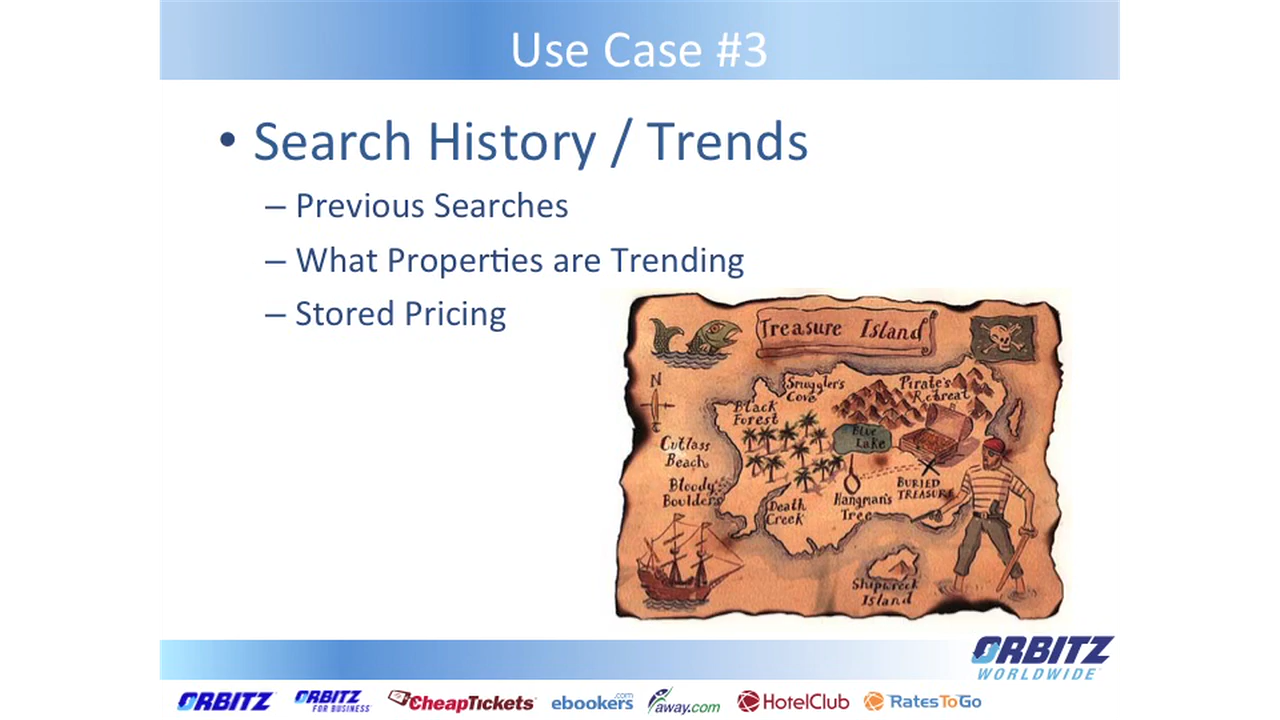 Use Case #3
• Search History / Trends
– Previous Searches
– What Properties are Trending
– Stored Pricing
Treasure Island
N
Smuggler's
Cove
Pirate's
Retreat
Black
Forest
Blue
Lake
Cutlass
Beach
Bloody
Boulders
BURIED
TREASURE
Hangman's
Tree
Death
Creek
Shipwreck
Island
ORBITZ
WORLDWIDE
ORBITZ
ORBITZ
FOR BUSINESS
CheapTickets
ebookers.com
away.com
HotelClub
RatesToGo